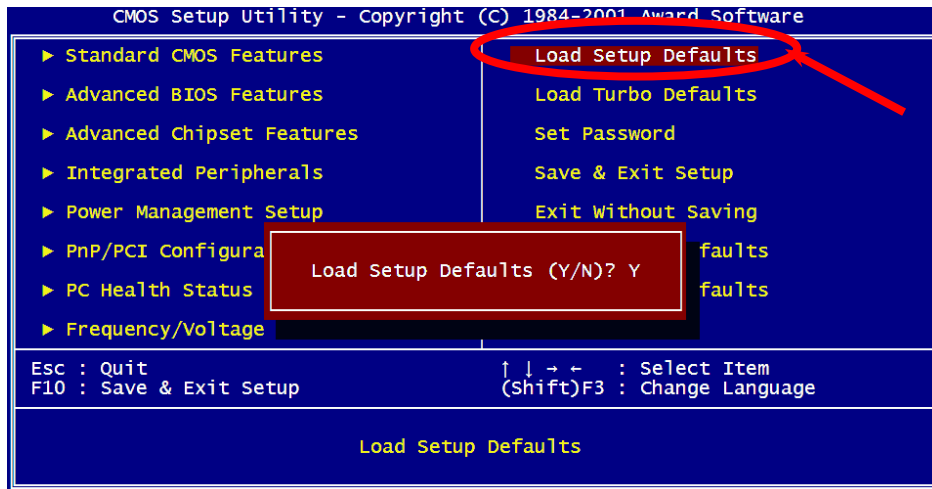 CMOS Setup Utility - Copyright (C) 1984-2001 Award Software
► Standard CMOS Features
► Advanced BIOS Features
► Advanced Chipset Features
► Integrated Peripherals
► Power Management Setup
► PnP/PCI Configura
► PC Health Status
► Frequency/Voltage
Load Setup Defaults
Load Turbo Defaults
Set Password
Save & Exit Setup
Exit Without Saving
faults
faults
Load Setup Defaults (Y/N)? Y
Esc : Quit
F10 : Save & Exit Setup
↑ ↓ → ← : Select Item
(Shift)F3 : Change Language
Load Setup Defaults